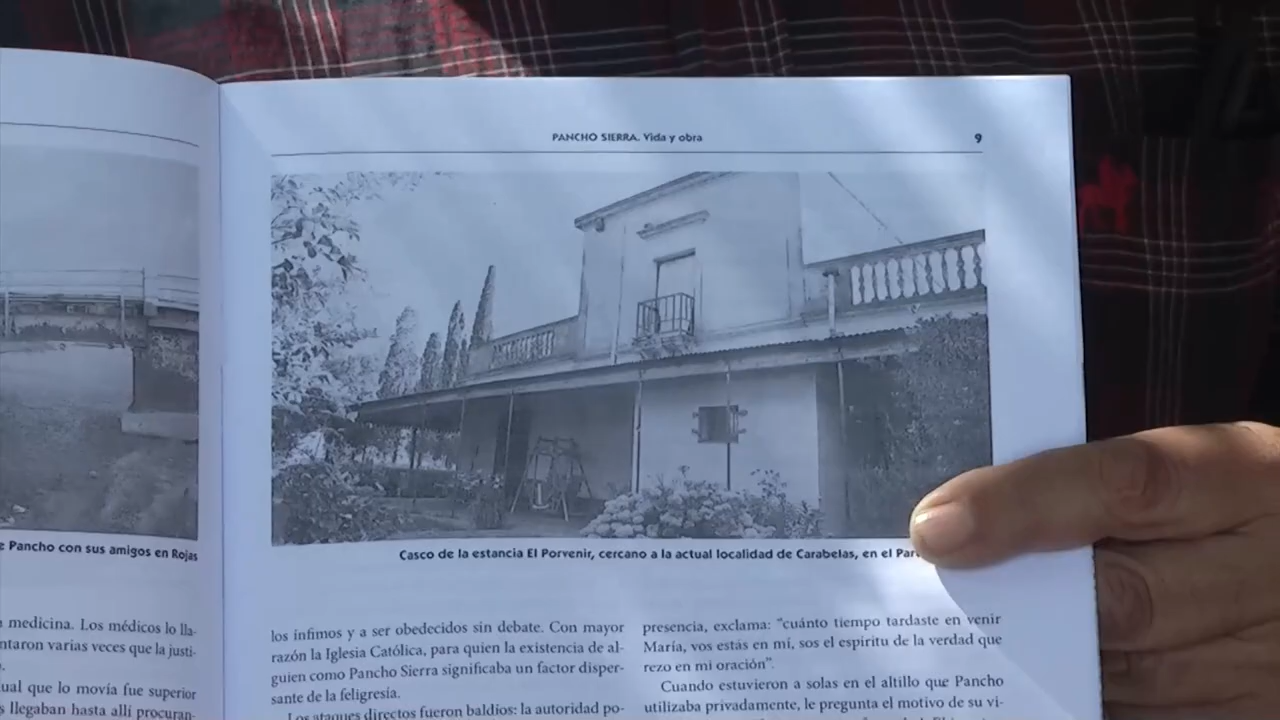 PANCHO SIERRA. Vida y obra 9
Pancho con sus amigos en Rojas
medicina. Los médicos lo lla-
ntaron varias veces que la justi-
ual que lo movía fue superior
s llegaban hasta allí procuran-
Casco de la estancia El Porvenir, cercano a la actual localidad de Carabelas, en el
los ínfimos y a ser obedecidos sin debate. Con mayor
razón la Iglesia Católica, para quien la existencia de al-
guien como Pancho Sierra significaba un factor disper-
sante de la feligresía.
Los ataques directos fueron baldíos: la autoridad po-
presencia, exclama: “cuánto tiempo tardaste en venir
María, vos estás en mí, sos el espíritu de la verdad que
rezo en mi oración”.
Cuando estuvieron a solas en el altillo que Pancho
utilizaba privadamente, le pregunta el motivo de su vi-